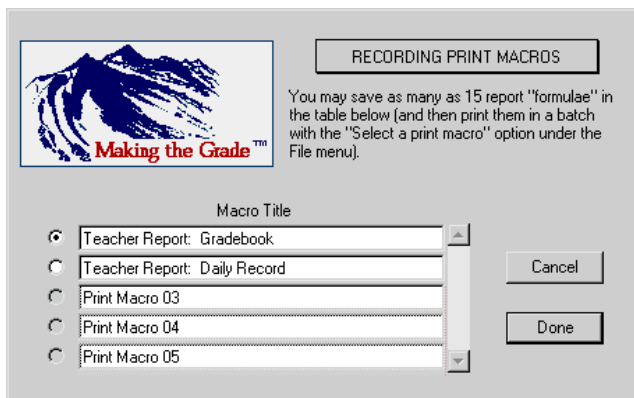 RECORDING PRINT MACROS
You may save as many as 15 report "formulae" in
the table below (and then print them in a batch
with the "Select a print macro" option under the
File menu).
Making the Grade™
Macro Title
Teacher Report:  Gradebook
Teacher Report:  Daily Record
Print Macro 03
Print Macro 04
Print Macro 05
Cancel
Done